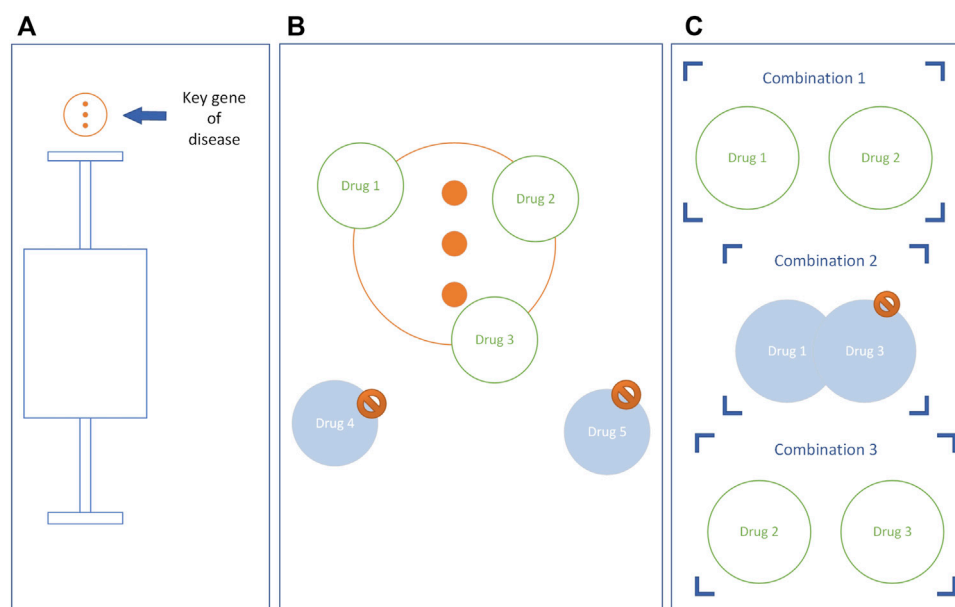 A
Key gene
of
disease
B
Drug 1
Drug 2
Drug 3
Drug 4
Drug 5
C
Combination 1
Drug 1
Drug 2
Combination 2
Drug 1
Drug 3
Combination 3
Drug 2
Drug 3